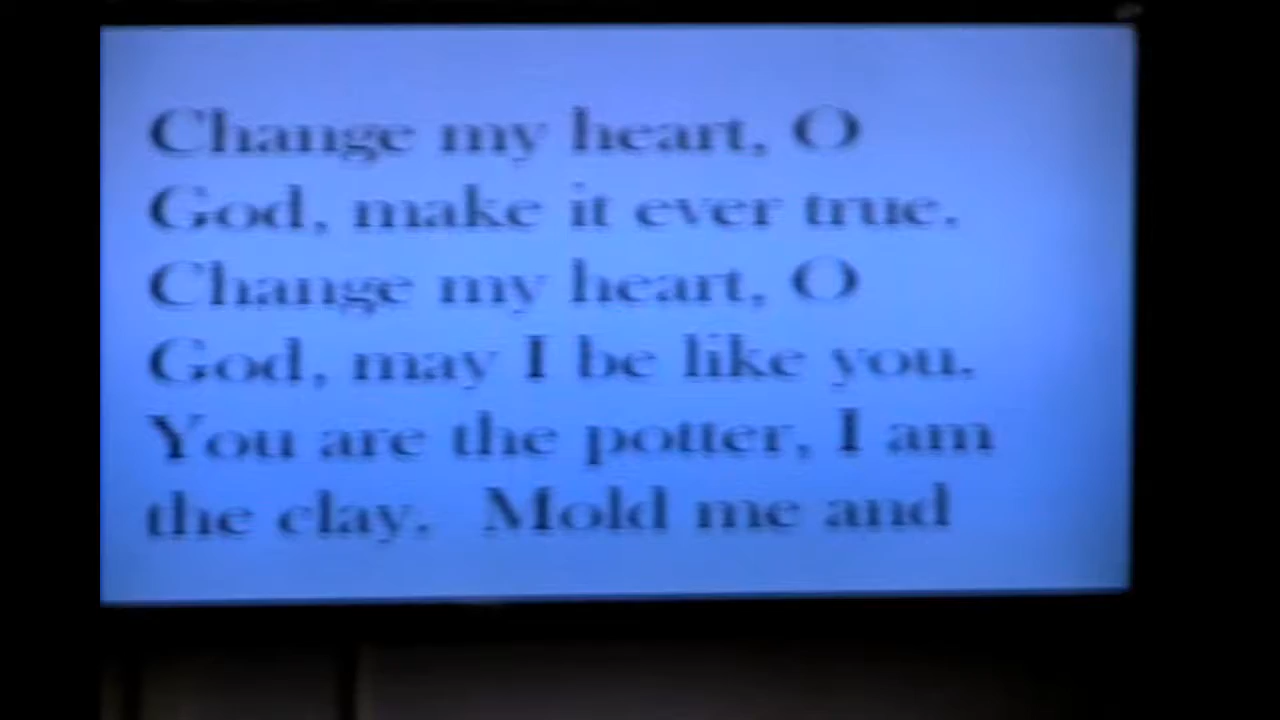 Change my heart, O
God, make it ever true.
Change my heart, O
God, may I be like you.
You are the potter, I am
the clay. Mold me and